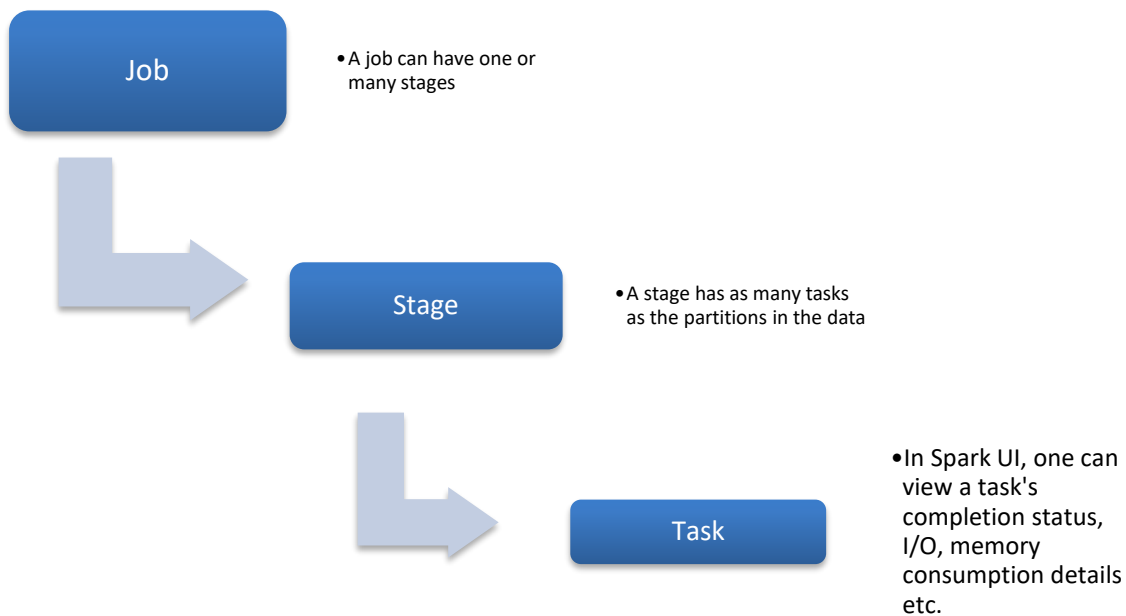 Job
•A job can have one or
many stages
Stage
•A stage has as many tasks
as the partitions in the data
Task
•In Spark UI, one can
view a task's
completion status,
I/O, memory
consumption details
etc.